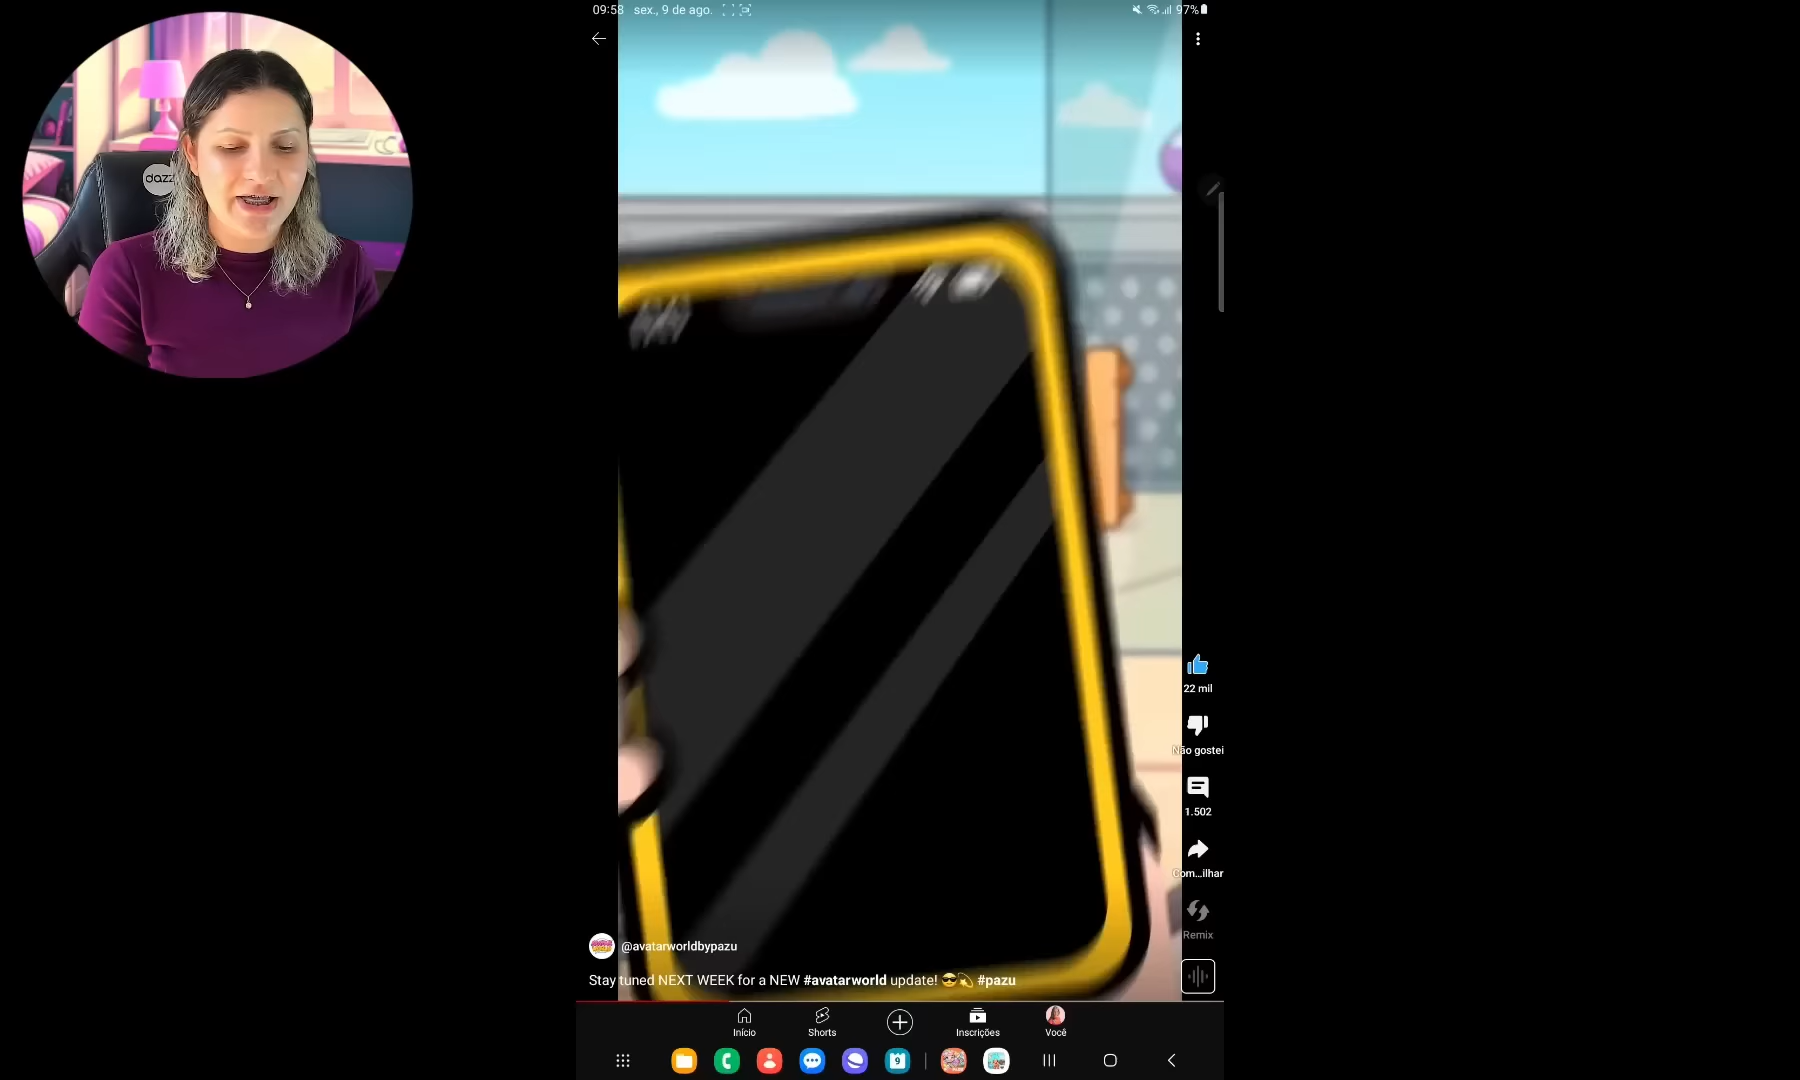 09:58 sex., 9 de ago.
97%
22 mil
Não gostei
1.502
Com...ilhar
Remix
@avatarworldbypazu
Stay tuned NEXT WEEK for a NEW #avatarworld update! 😎💫 #pazu
Início
Shorts
Inscrições
Você
9